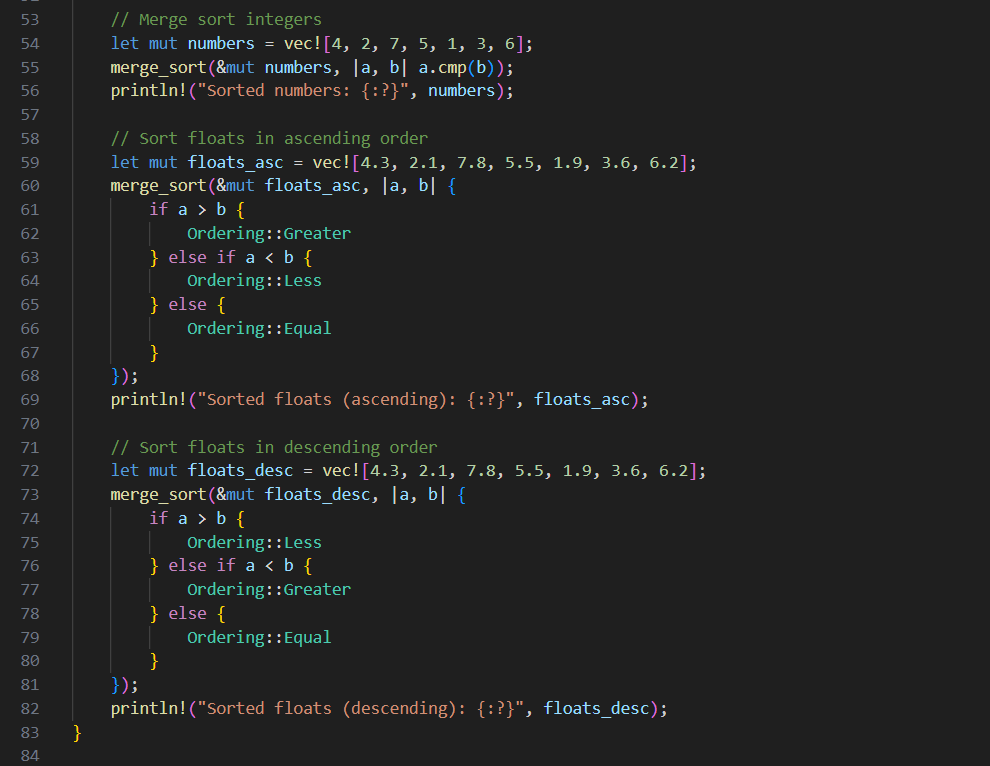 53 // Merge sort integers
54 let mut numbers = vec![4, 2, 7, 5, 1, 3, 6];
55 merge_sort(&mut numbers, |a, b| a.cmp(b));
56 println!("Sorted numbers: {:?}", numbers);
57
58 // Sort floats in ascending order
59 let mut floats_asc = vec![4.3, 2.1, 7.8, 5.5, 1.9, 3.6, 6.2];
60 merge_sort(&mut floats_asc, |a, b| {
61 if a > b {
62 Ordering::Greater
63 } else if a < b {
64 Ordering::Less
65 } else {
66 Ordering::Equal
67 }
68 });
69 println!("Sorted floats (ascending): {:?}", floats_asc);
70
71 // Sort floats in descending order
72 let mut floats_desc = vec![4.3, 2.1, 7.8, 5.5, 1.9, 3.6, 6.2];
73 merge_sort(&mut floats_desc, |a, b| {
74 if a > b {
75 Ordering::Less
76 } else if a < b {
77 Ordering::Greater
78 } else {
79 Ordering::Equal
80 }
81 });
82 println!("Sorted floats (descending): {:?}", floats_desc);
83 }
84